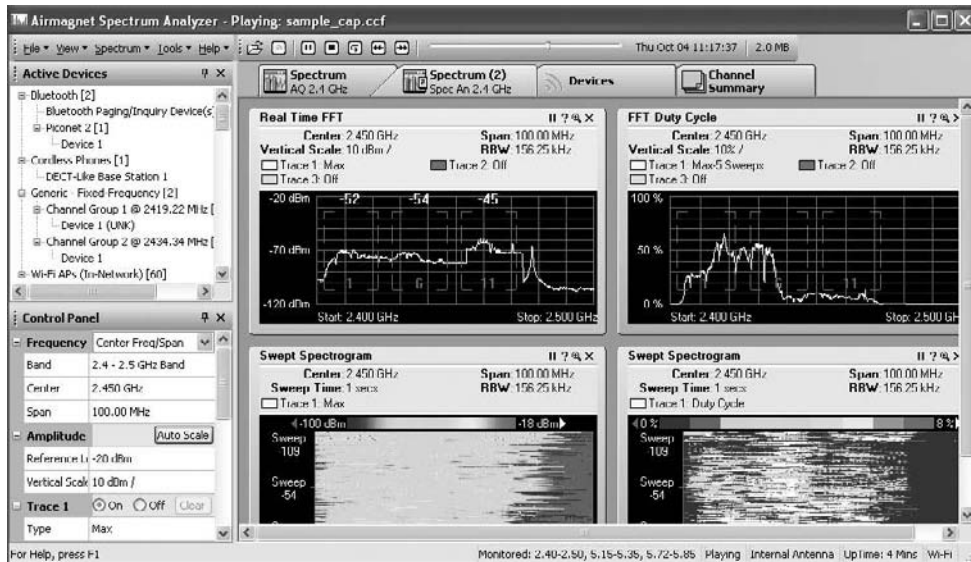 Airmagnet Spectrum Analyzer - Playing: sample_cap.ccf
File View Spectrum Tools Help
Thu Oct 04 11:17:37 2.0 MB
Active Devices
Bluetooth [2]
Bluetooth Paging/Inquiry Device(s)
Piconet 2 [1]
Device 1
Cordless Phones [1]
DECT-Like Base Station 1
Generic - Fixed-Frequency [2]
Channel Group 1 @ 2419.22 MHz [
Device 1 (UNK)
Channel Group 2 @ 2434.34 MHz [
Device 1
Wi-Fi APs (In-Network) [60]
Control Panel
Frequency Center Freq/Span
Band 2.4 - 2.5 GHz Band
Center 2.450 GHz
Span 100.00 MHz
Amplitude Auto Scale
Reference L -20 dBm
Vertical Scale 10 dBm /
Trace 1 On Off Clear
Type Max
Spectrum
AQ 2.4 GHz
Spectrum (2)
Spec An 2.4 GHz
Devices
Channel
Summary
Real Time FFT
Center: 2.450 GHz Span: 100.00 MHz
Vertical Scale: 10 dBm / RBW: 156.25 kHz
Trace 1: Max Trace 2: Off
Trace 3: Off
-20 dBm -52 -54 -45
-70 dBm
1 6 11
-120 dBm
Start: 2.400 GHz Stop: 2.500 GHz
FFT Duty Cycle
Center: 2.450 GHz Span: 100.00 MHz
Vertical Scale: 10% / RBW: 156.25 kHz
Trace 1: Max-5 Sweeps Trace 2: Off
Trace 3: Off
100 %
50 %
11
0 %
Start: 2.400 GHz Stop: 2.500 GH
Swept Spectrogram
Center: 2.450 GHz Span: 100.00 MHz
Sweep Time: 1 secs RBW: 156.25 kHz
Trace 1: Max
-100 dBm -18 dBm
Sweep
-109
Sweep
-54
Swept Spectrogram
Center: 2.450 GHz Span: 100.00 MHz
Sweep Time: 1 secs RBW: 156.25 kHz
Trace 1: Duty Cycle
0 % 8 %
Sweep
-109
Sweep
-54
For Help, press F1
Monitored: 2.40-2.50, 5.15-5.35, 5.72-5.85 Playing Internal Antenna UpTime: 4 Mins Wi-Fi